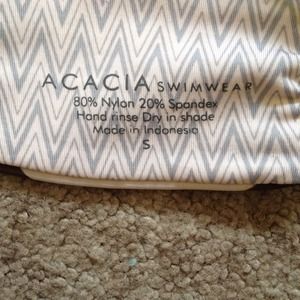 ACACIA SWIMWEAR
80% Nylon 20% Spandex
Hand rinse Dry in shade
Made in Indonesia
S